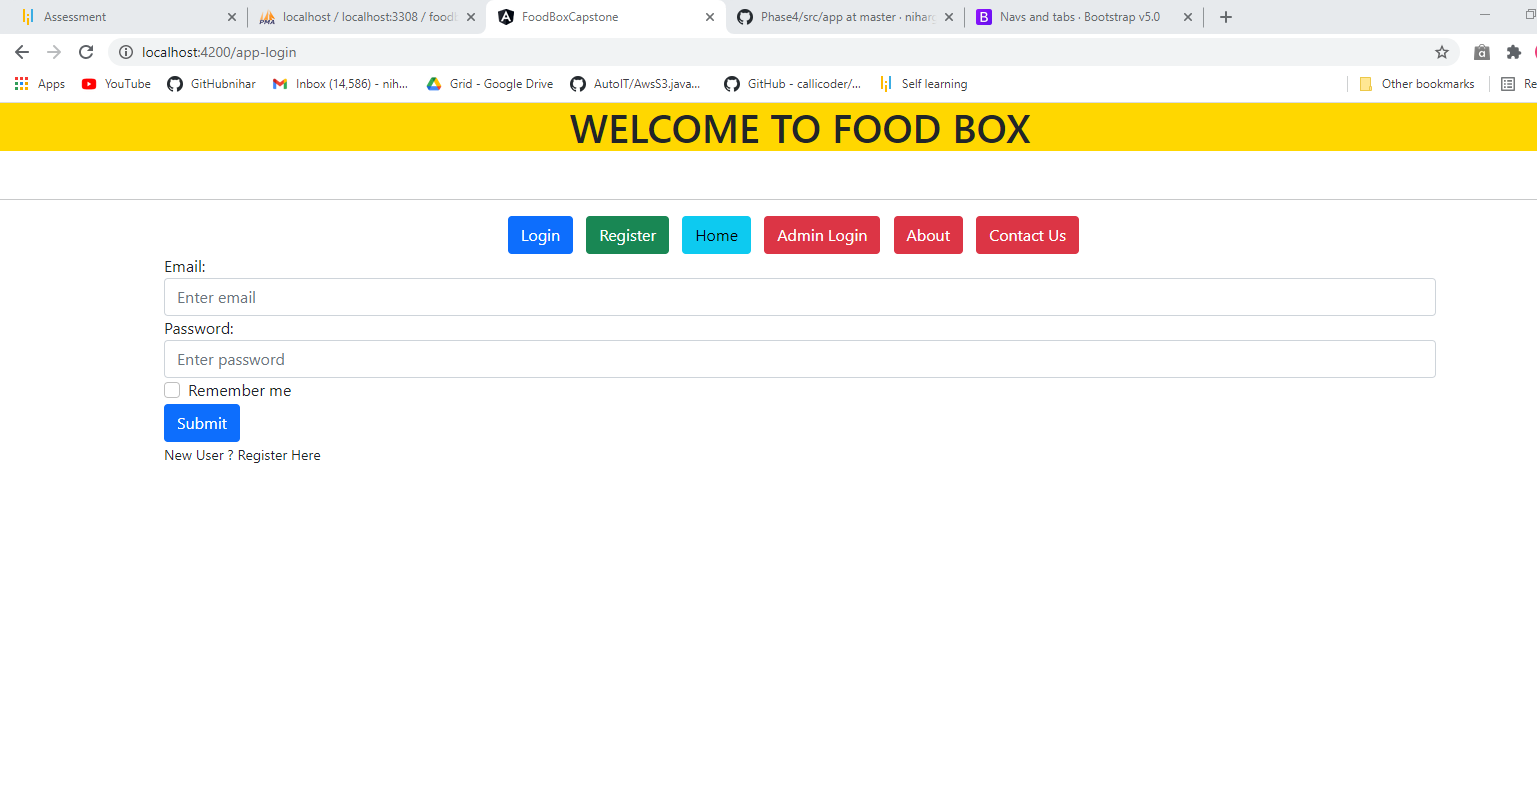 Assessment
localhost / localhost:3308 / foodb
FoodBoxCapstone
Phase4/src/app at master · niharg
Navs and tabs · Bootstrap v5.0
localhost:4200/app-login
Apps
YouTube
GitHubnihar
Inbox (14,586) - nih...
Grid - Google Drive
AutoIT/AwsS3.java...
GitHub - callicoder/...
Self learning
Other bookmarks
Re
WELCOME TO FOOD BOX
Login Register Home Admin Login About Contact Us
Email:
Enter email
Password:
Enter password
Remember me
Submit
New User ? Register Here